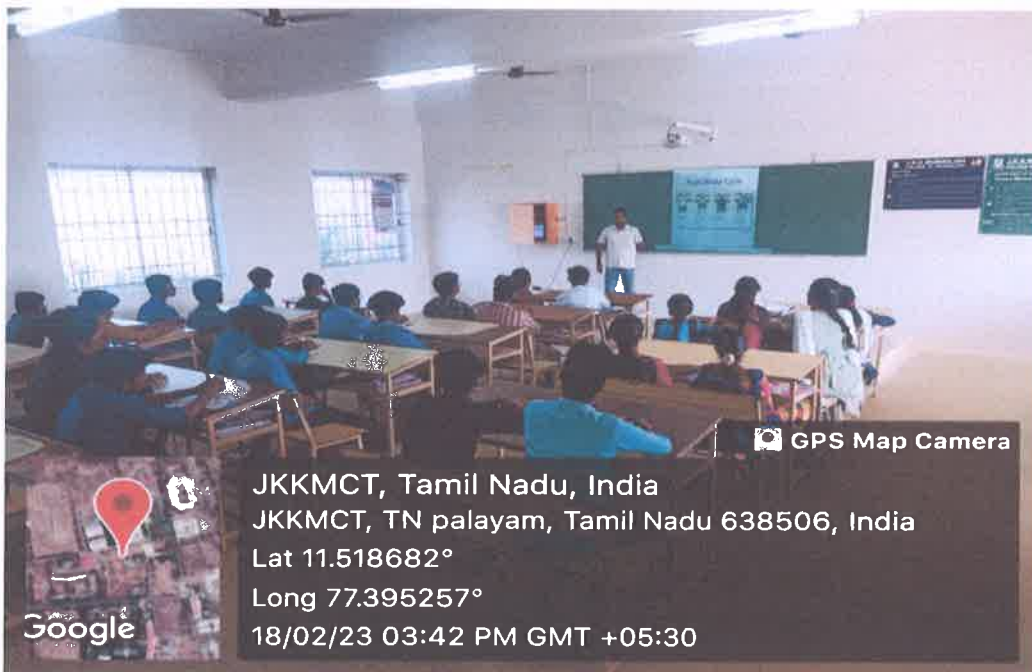 GPS Map Camera
JKKMCT, Tamil Nadu, India
JKKMCT, TN palayam, Tamil Nadu 638506, India
Lat 11.518682°
Long 77.395257°
18/02/23 03:42 PM GMT +05:30
Google